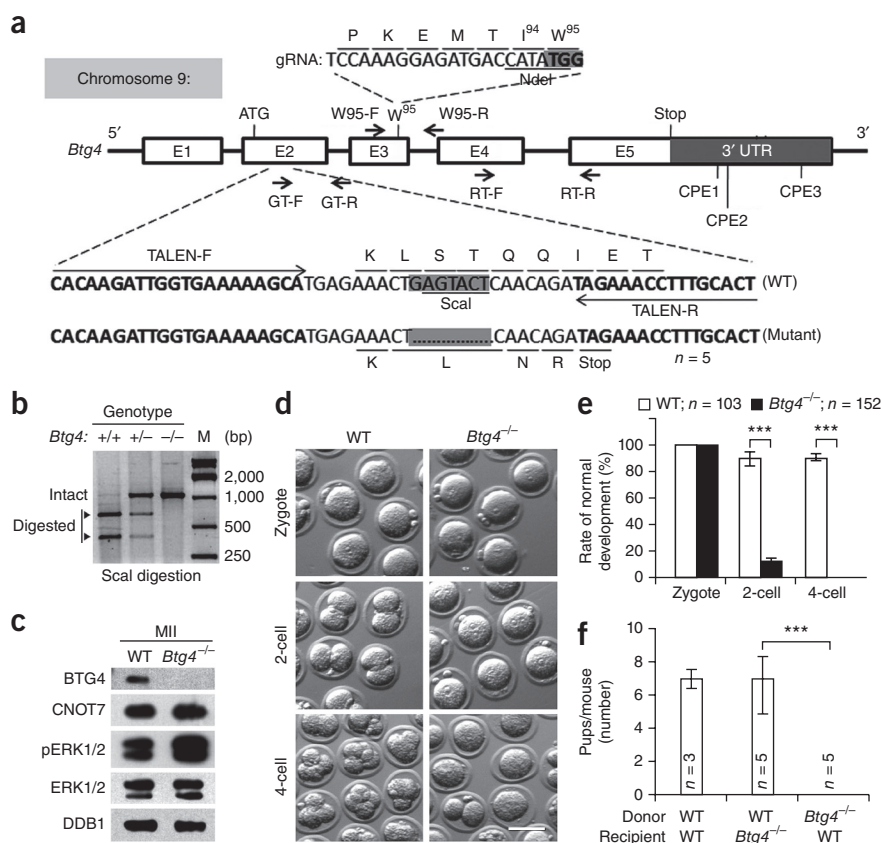 a
P K E M T I94 W95
gRNA: TCCAAAGGAGATGACCATATGG
NdeI
Chromosome 9:
ATG W95-F W95 W95-R Stop
5′ 3′
Btg4 E1 E2 E3 E4 E5 3′ UTR
GT-F GT-R RT-F RT-R CPE1 CPE2 CPE3
TALEN-F K L S T Q Q I E T
CACAAGATTGGTGAAAAAGCATGAGAAACTGAGTACTCAACAGATAGAAACCTTTGCACT (WT)
ScaI TALEN-R
CACAAGATTGGTGAAAAAGCATGAGAAACT...............CAACAGATAGAAACCTTTGCACT (Mutant)
K L N R Stop n = 5
b
Genotype
Btg4: +/+ +/− −/− M (bp)
2,000
Intact 1,000
Digested 500
250
ScaI digestion
c
MII
WT Btg4−/−
BTG4
CNOT7
pERK1/2
ERK1/2
DDB1
d
WT Btg4−/−
Zygote
2-cell
4-cell
e
WT; n = 103 Btg4−/−; n = 152
*** ***
Rate of normal development (%)
100
80
60
40
20
0
Zygote 2-cell 4-cell
f
***
Pups/mouse (number)
10
8
6
4
2
0
n = 3 n = 5 n = 5
Donor WT WT Btg4−/−
Recipient WT Btg4−/− WT